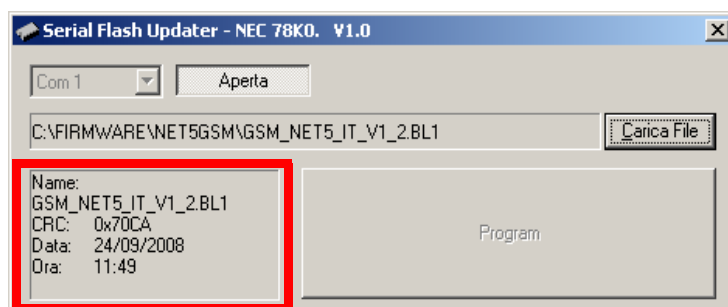 Serial Flash Updater - NEC 78K0. V1.0
Com 1
Aperta
C:\FIRMWARE\NET5GSM\GSM_NET5_IT_V1_2.BL1
Carica File
Name:
GSM_NET5_IT_V1_2.BL1
CRC: 0x70CA
Data: 24/09/2008
Ora: 11:49
Program